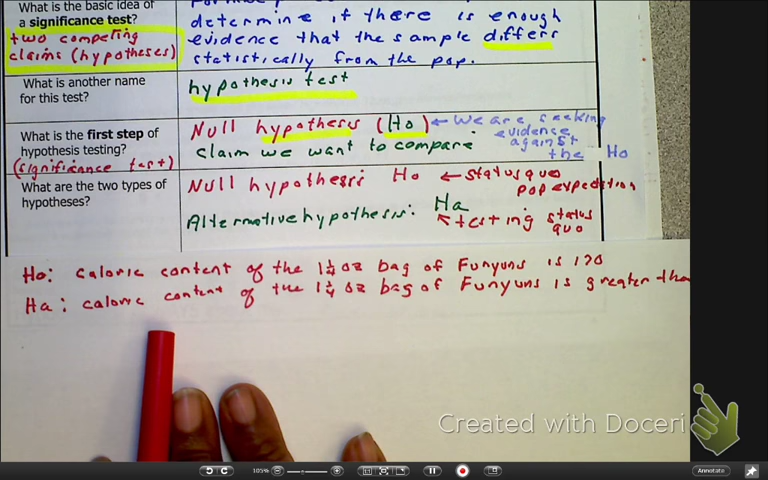 What is the basic idea of
a significance test?
two competing
claims (hypotheses)
determine if there is enough
evidence that the sample differs
statistically from the pop.
What is another name
for this test?
hypothesis test
What is the first step of
hypothesis testing?
(significance test)
Null hypothesis (Ho)
claim we want to compare
← We are seeking
evidence
against
the Ho
What are the two types of
hypotheses?
Null hypothesis Ho ← status quo
pop
Alternative hypothesis: Ha
↖ testing status
quo
Ho: caloric content of the 1 1/4 oz bag of Funyuns is 170
Ha: caloric content of the 1 1/4 oz bag of Funyuns is greater tha
Created with Doceri
105%
Annotate